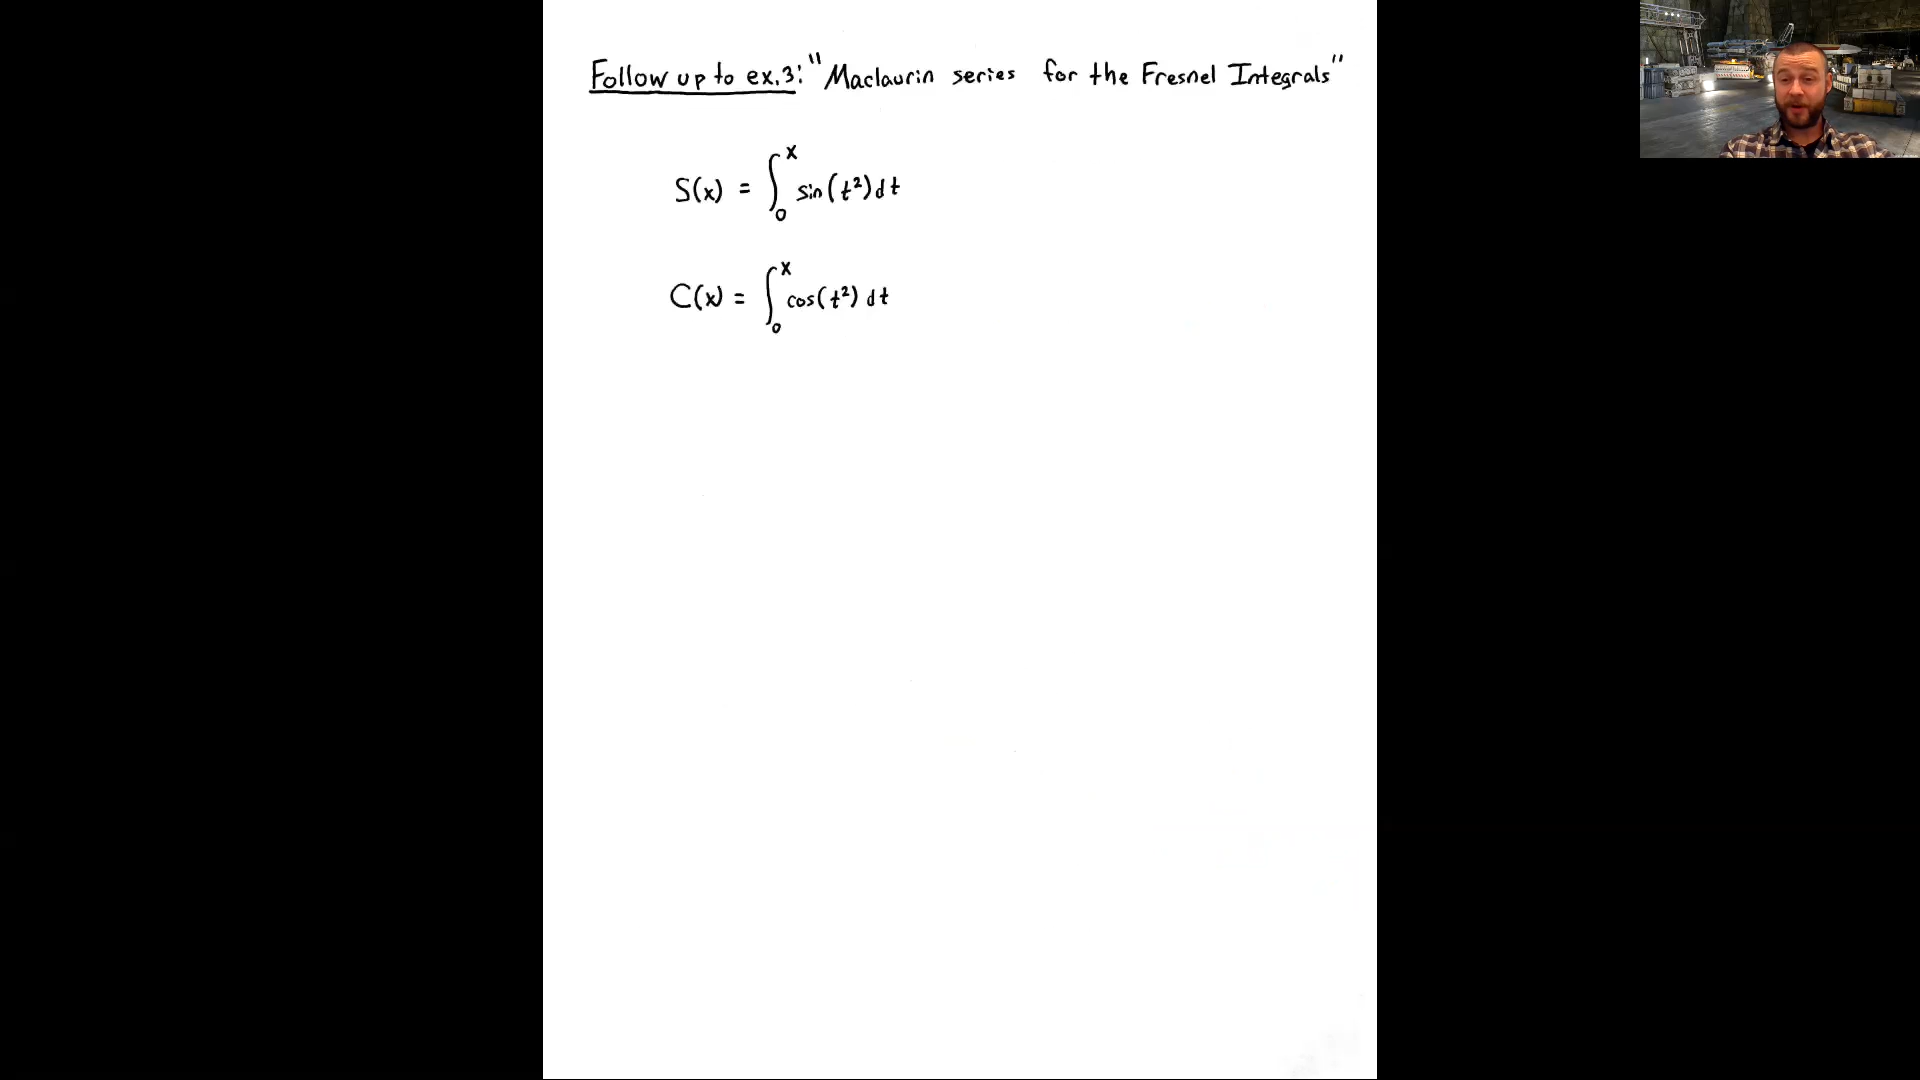 Follow up to ex.3: "Maclaurin series for the Fresnel Integrals"
S(x) = ∫₀ˣ sin(t²)dt
C(x) = ∫₀ˣ cos(t²) dt